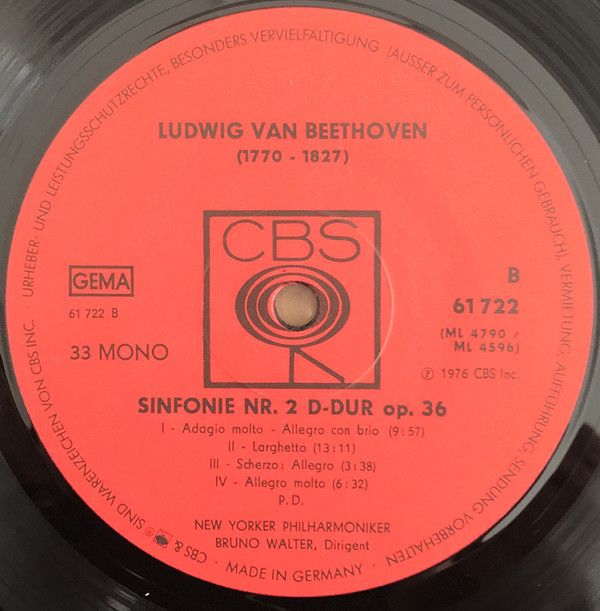 LUDWIG VAN BEETHOVEN
(1770 - 1827)
CBS
GEMA
61 722 B
33 MONO
B
61 722
(ML 4790 /
ML 4596)
Ⓟ 1976 CBS Inc.
SINFONIE NR. 2 D-DUR op. 36
I - Adagio molto - Allegro con brio (9:57)
II - Larghetto (13:11)
III - Scherzo: Allegro (3:38)
IV - Allegro molto (6:32)
P.D.
NEW YORKER PHILHARMONIKER
BRUNO WALTER, Dirigent
CBS & ® SIND WARENZEICHEN VON CBS INC. URHEBER- UND LEISTUNGSSCHUTZRECHTE, BESONDERS VERVIELFÄLTIGUNG (AUSSER ZUM PERSÖNLICHEN GEBRAUCH), VERMIETUNG, AUFFÜHRUNG, SENDUNG VORBEHALTEN · MADE IN GERMANY ·